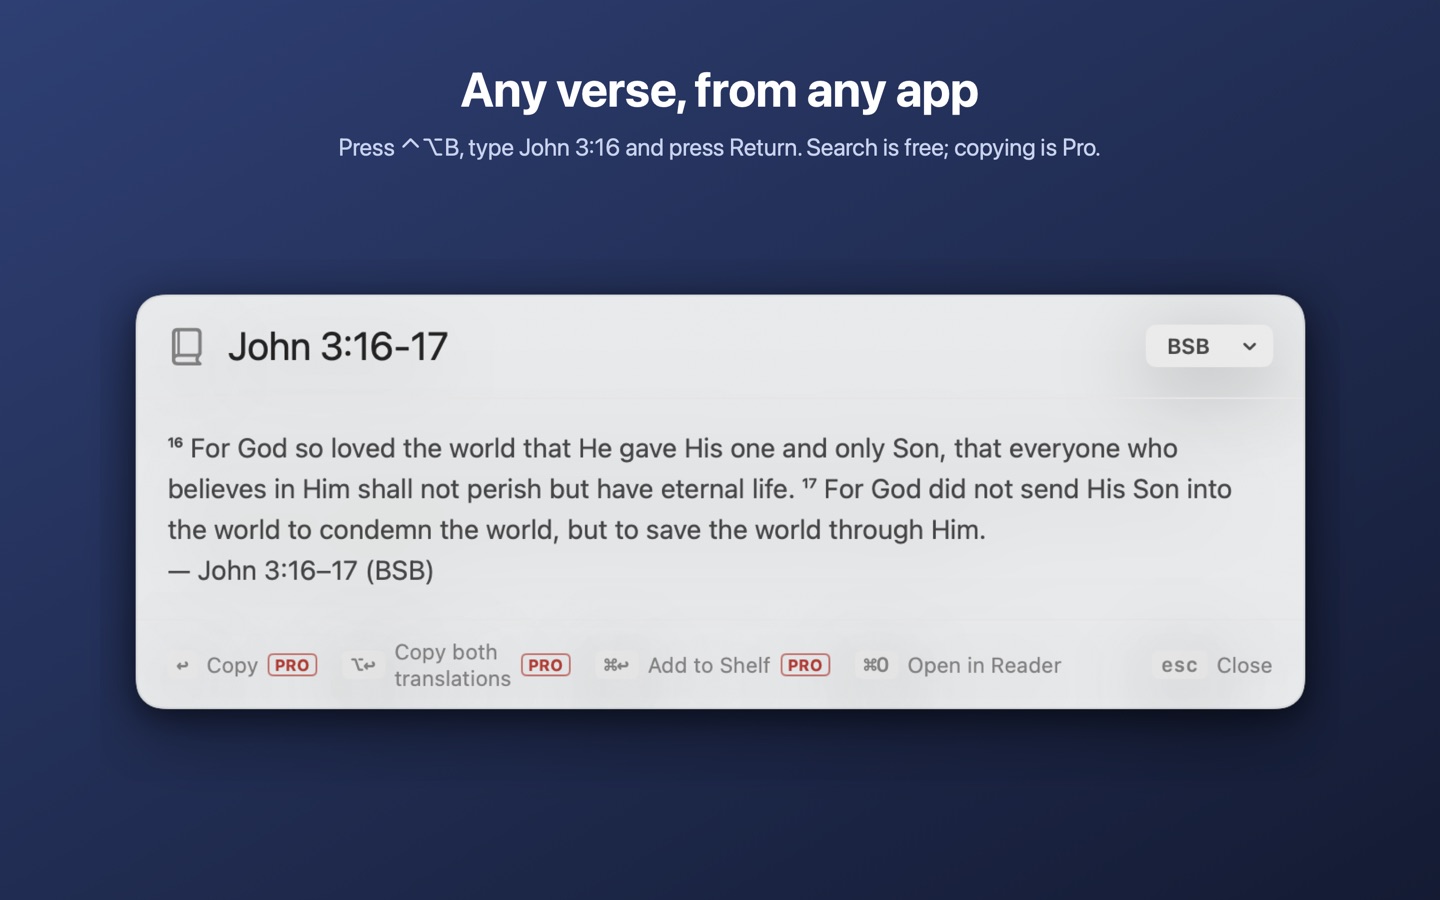 Any verse, from any app
Press ⌃⌥B, type John 3:16 and press Return. Search is free; copying is Pro.
John 3:16-17
BSB
¹⁶ For God so loved the world that He gave His one and only Son, that everyone who
believes in Him shall not perish but have eternal life. ¹⁷ For God did not send His Son into
the world to condemn the world, but to save the world through Him.
— John 3:16–17 (BSB)
↩ Copy PRO ⌥↩ Copy both translations PRO ⌘↩ Add to Shelf PRO ⌘O Open in Reader esc Close